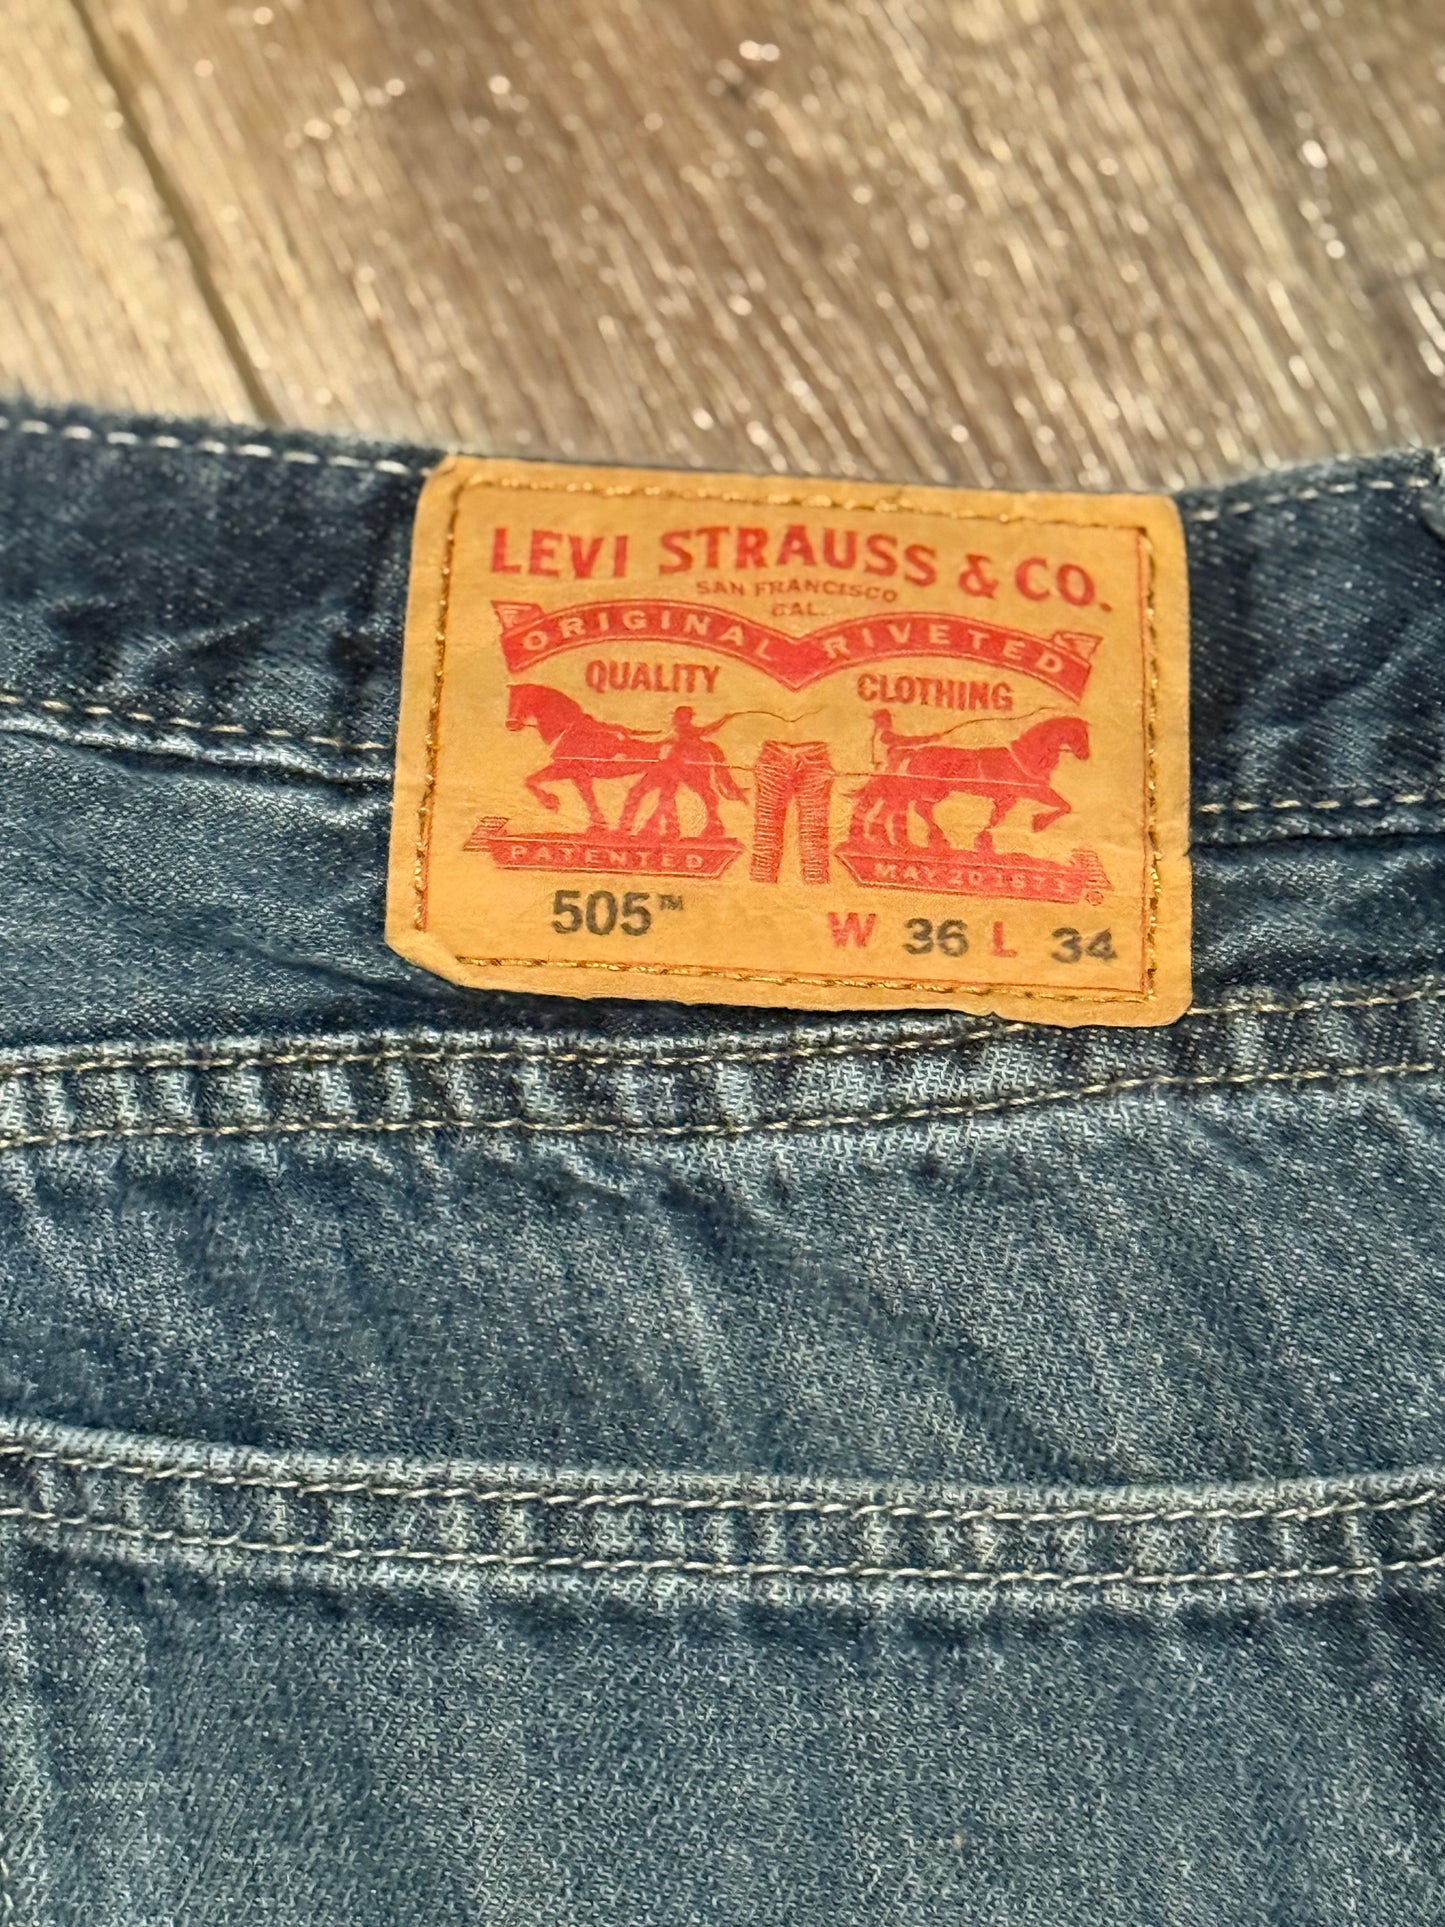 LEVI STRAUSS & CO.
SAN FRANCISCO
CAL.
ORIGINAL RIVETED
QUALITY CLOTHING
PATENTED MAY 20 1873 ®
505™ W 36 L 34